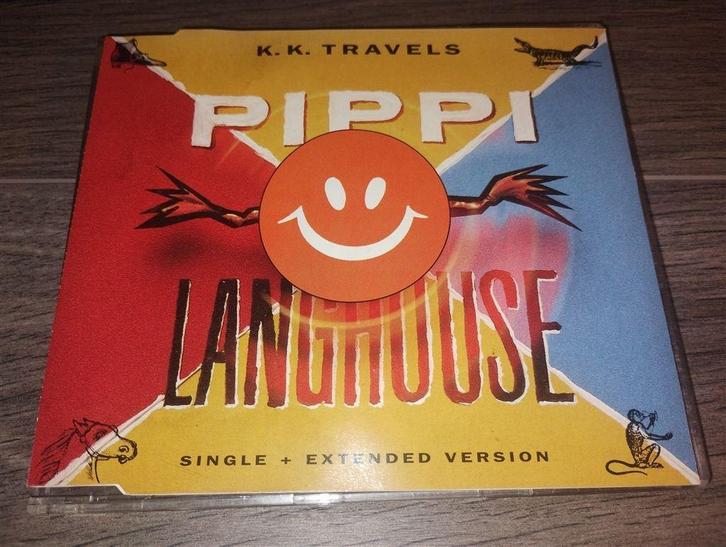 K. K. TRAVELS
PIPPI
LANGHOUSE
SINGLE + EXTENDED VERSION